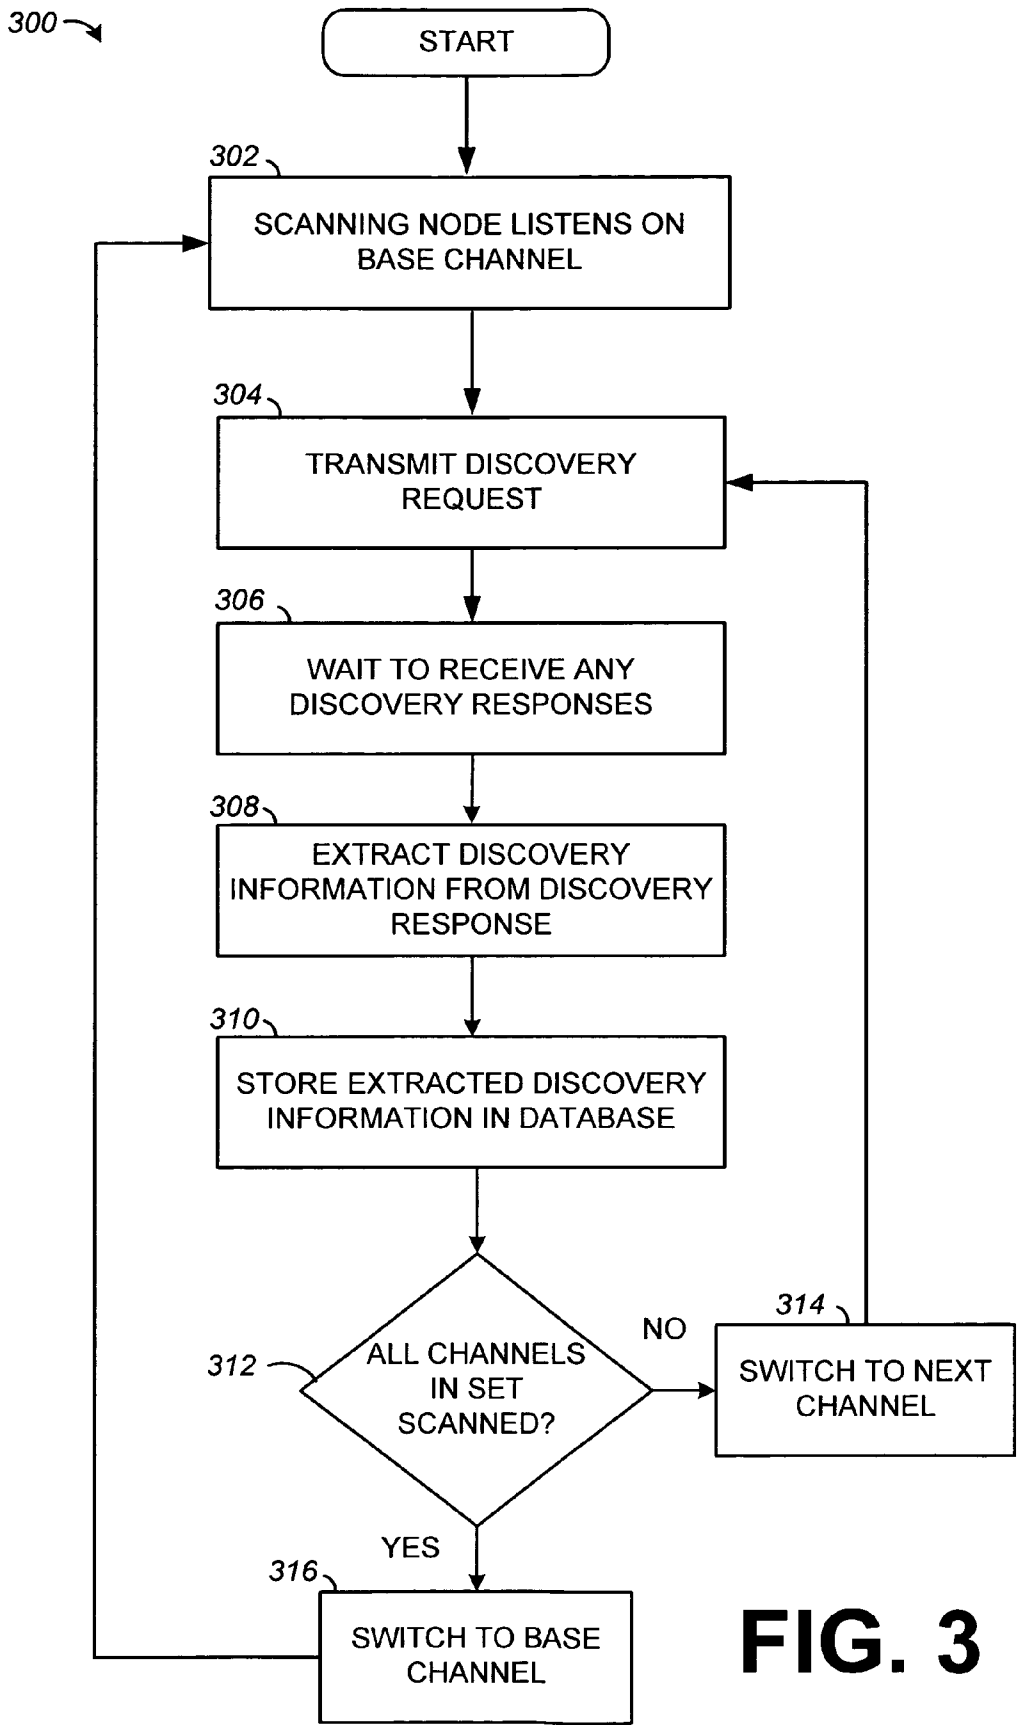 300
START
302
SCANNING NODE LISTENS ON
BASE CHANNEL
304
TRANSMIT DISCOVERY
REQUEST
306
WAIT TO RECEIVE ANY
DISCOVERY RESPONSES
308
EXTRACT DISCOVERY
INFORMATION FROM DISCOVERY
RESPONSE
310
STORE EXTRACTED DISCOVERY
INFORMATION IN DATABASE
312
ALL CHANNELS
IN SET
SCANNED?
NO
314
SWITCH TO NEXT
CHANNEL
YES
316
SWITCH TO BASE
CHANNEL
FIG. 3